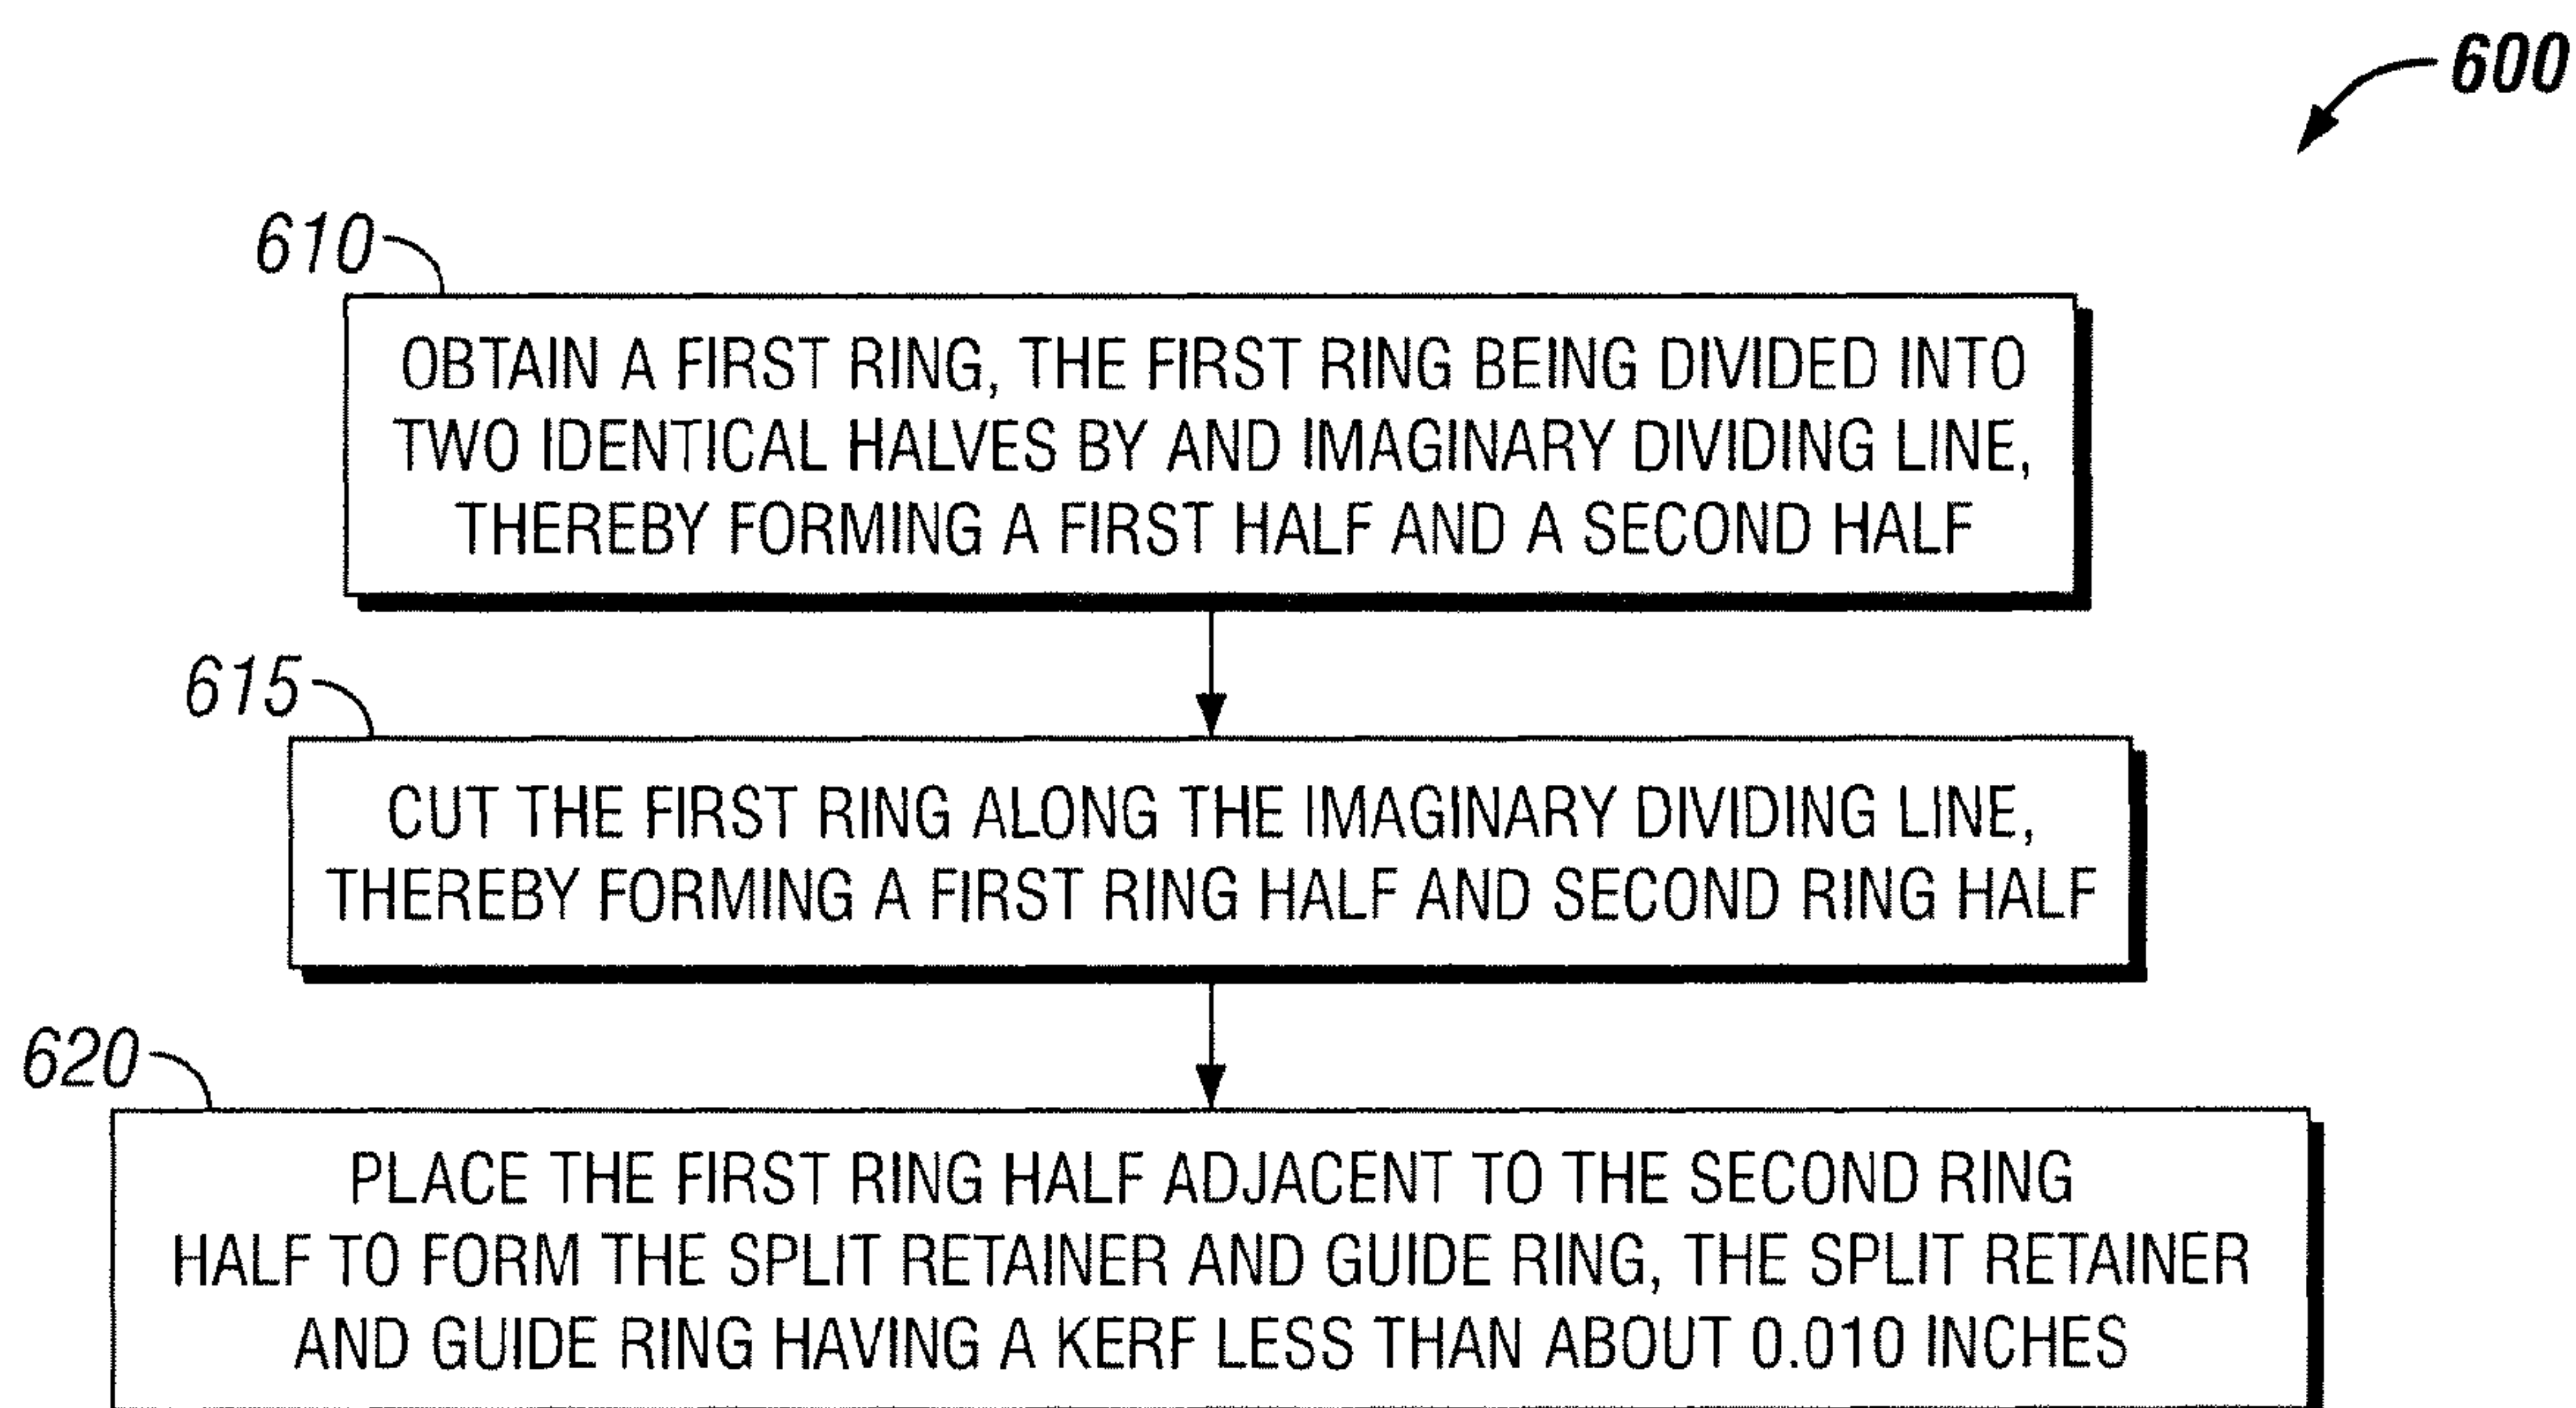 600
610
OBTAIN A FIRST RING, THE FIRST RING BEING DIVIDED INTO
TWO IDENTICAL HALVES BY AND IMAGINARY DIVIDING LINE,
THEREBY FORMING A FIRST HALF AND A SECOND HALF
615
CUT THE FIRST RING ALONG THE IMAGINARY DIVIDING LINE,
THEREBY FORMING A FIRST RING HALF AND SECOND RING HALF
620
PLACE THE FIRST RING HALF ADJACENT TO THE SECOND RING
HALF TO FORM THE SPLIT RETAINER AND GUIDE RING, THE SPLIT RETAINER
AND GUIDE RING HAVING A KERF LESS THAN ABOUT 0.010 INCHES